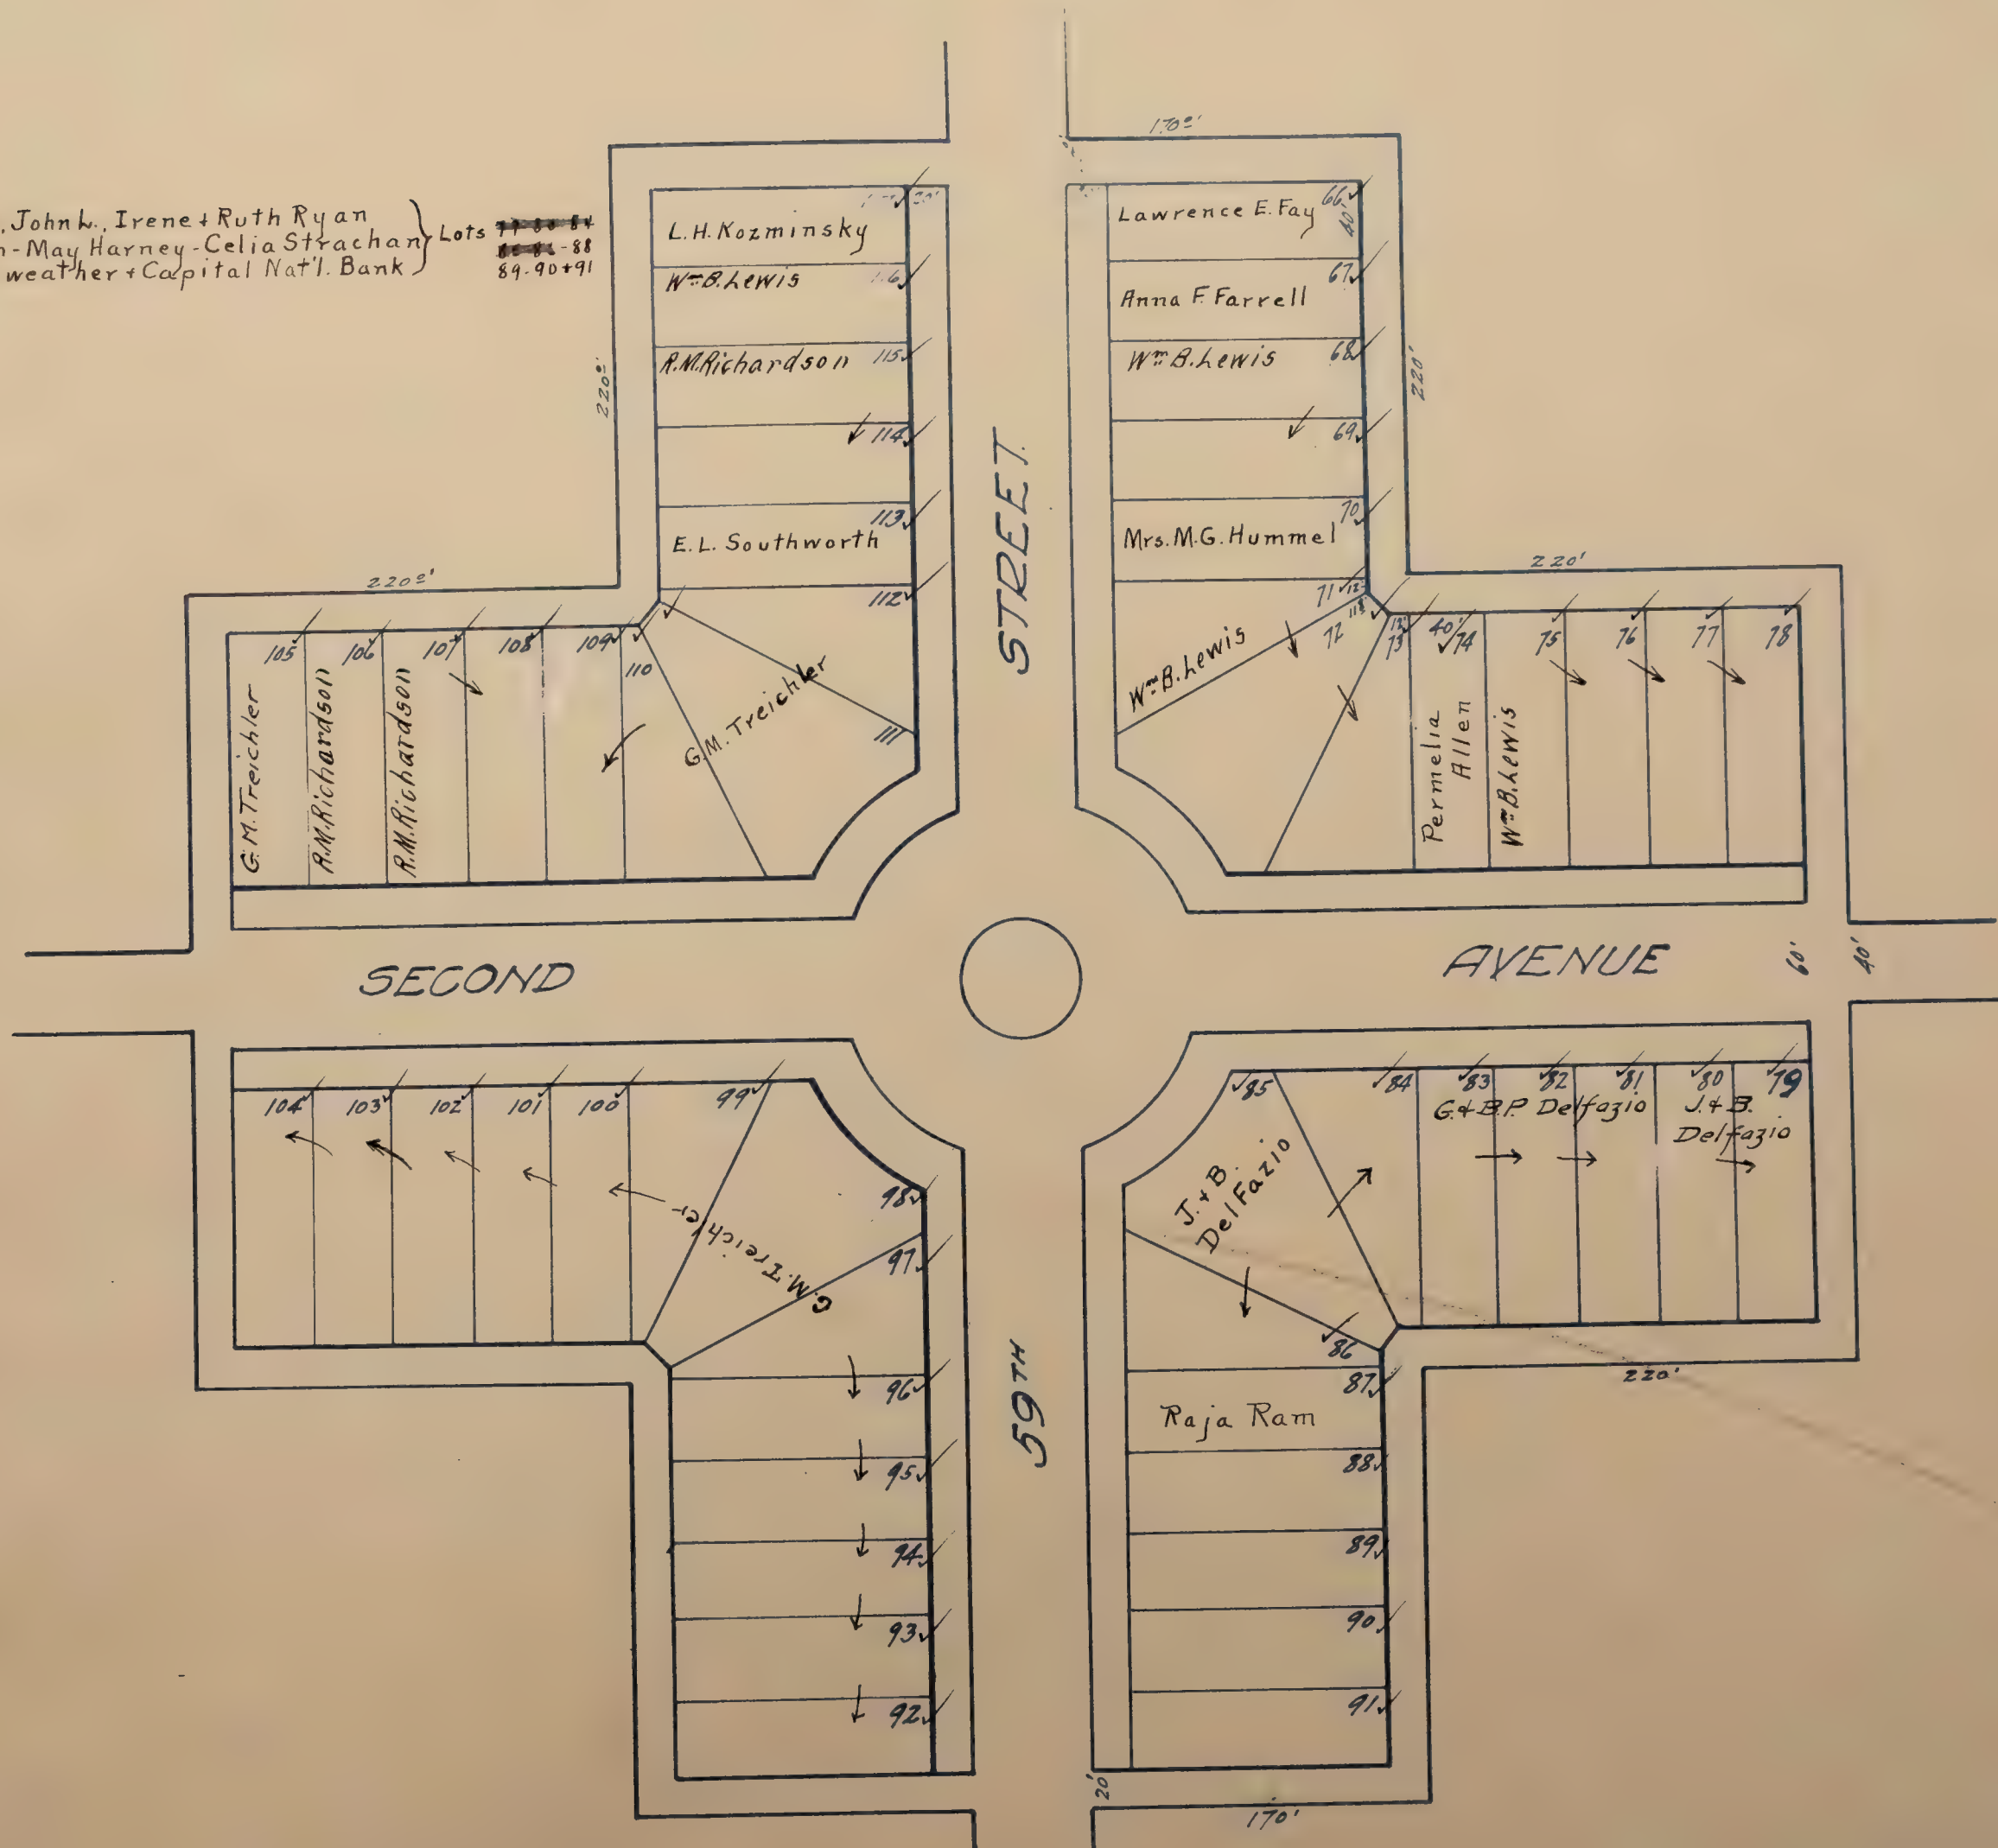 John L., Irene + Ruth Ryan
May Harney - Celia Strachan
weather + Capital Nat'l. Bank
Lots
-88
89-90+91
170º'
L.H. Kozminsky
Wm B. Lewis
R.M. Richardson 115
114
113
E.L. Southworth
112
220º'
220º'
Lawrence E. Fay 66
40'
67
Anna F. Farrell
Wm B. Lewis 68
69
70
Mrs. M.G. Hummel
71 12
220'
220'
STREET
105 106 107 108 109
110
G.M. Treichler
R.M. Richardson
R.M. Richardson
G.M. Treichler
111
Wm B. Lewis
72
73
40'
74
75 76 77 78
Permelia
Allen
Wm B. Lewis
SECOND
AVENUE
60'
40'
104 103 102 101 100 99
98
G.M. Treichler
97
96
95
94
93
92
59TH
85 84 83 82 81 80 79
G. & B.P. Delfazio
J. & B.
Delfazio
J. & B.
DelFazio
86
87
Raja Ram
88
89
90
91
220'
20'
170'